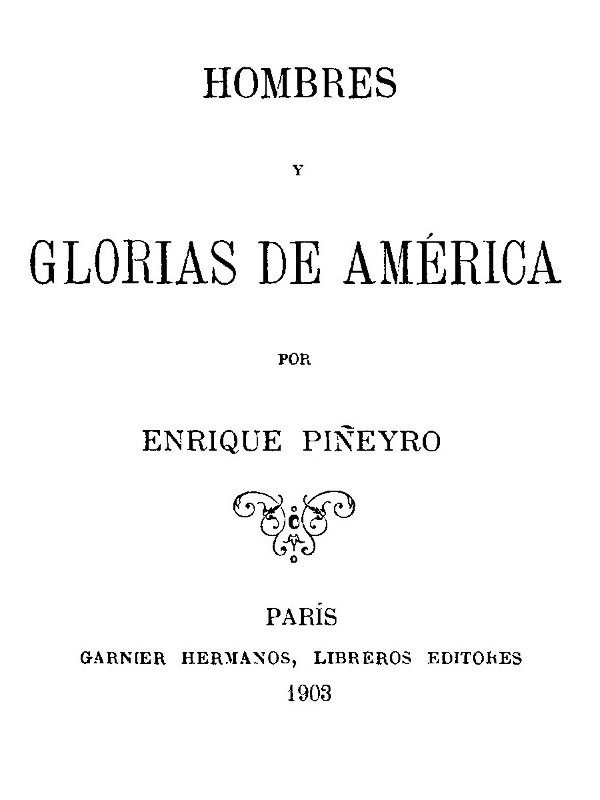 HOMBRES
Y
GLORIAS DE AMÉRICA
POR
ENRIQUE PIÑEYRO
PARÍS
GARNIER HERMANOS, LIBREROS EDITORES
1903